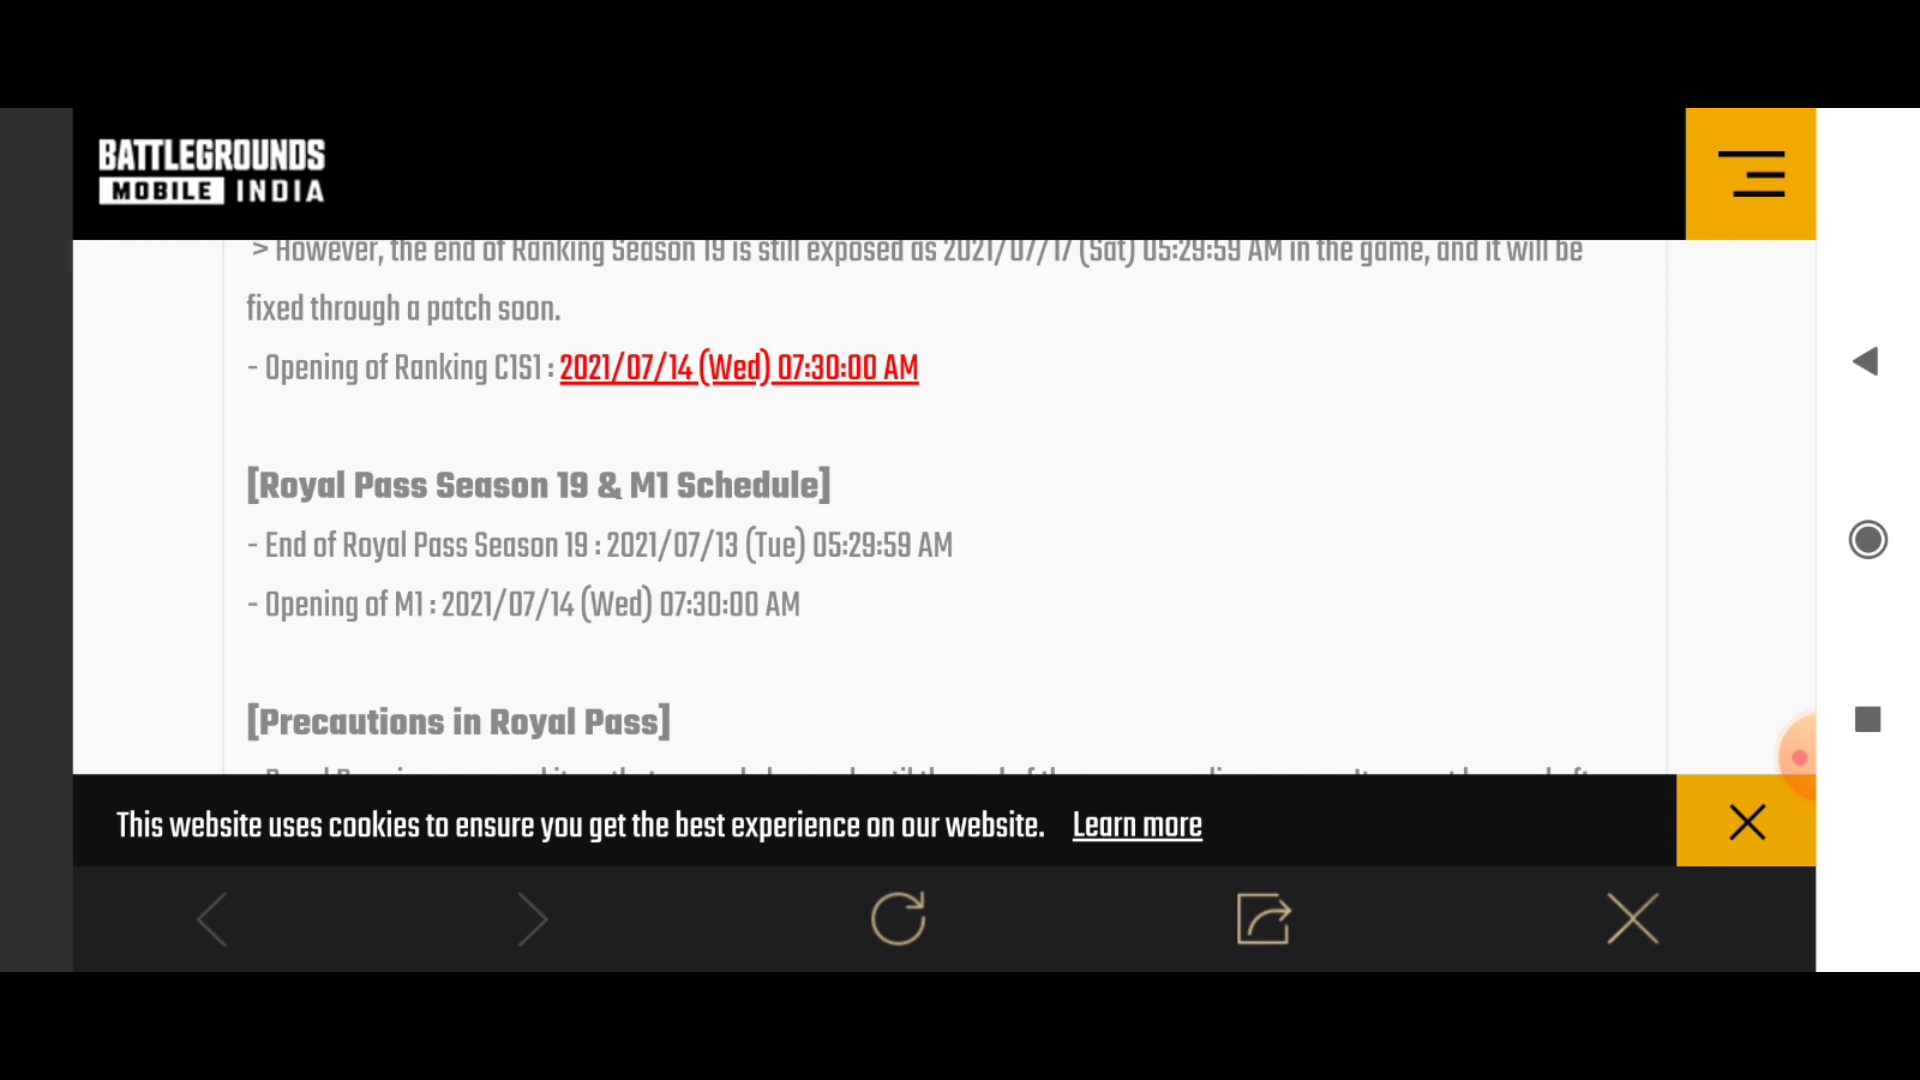 BATTLEGROUNDS
MOBILE INDIA
> However, the end of Ranking Season 19 is still exposed as 2021/07/17 (Sat) 05:29:59 AM in the game, and it will be
fixed through a patch soon.
- Opening of Ranking C1S1 : 2021/07/14 (Wed) 07:30:00 AM
[Royal Pass Season 19 & M1 Schedule]
- End of Royal Pass Season 19 : 2021/07/13 (Tue) 05:29:59 AM
- Opening of M1 : 2021/07/14 (Wed) 07:30:00 AM
[Precautions in Royal Pass]
This website uses cookies to ensure you get the best experience on our website. Learn more